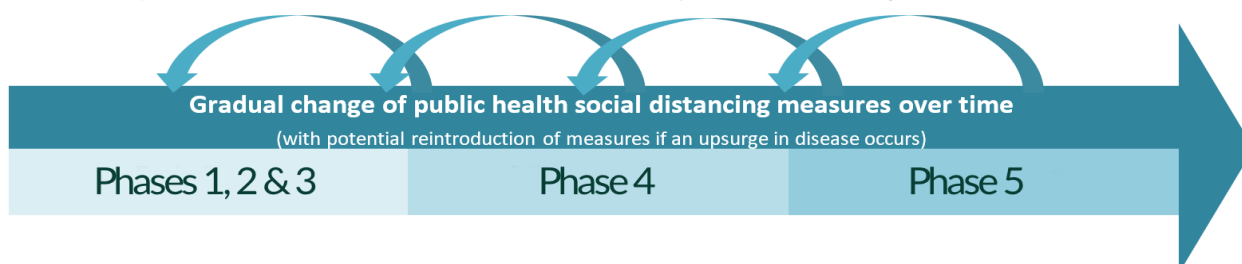 Gradual change of public health social distancing measures over time
(with potential reintroduction of measures if an upsurge in disease occurs)
Phases 1, 2 & 3
Phase 4
Phase 5